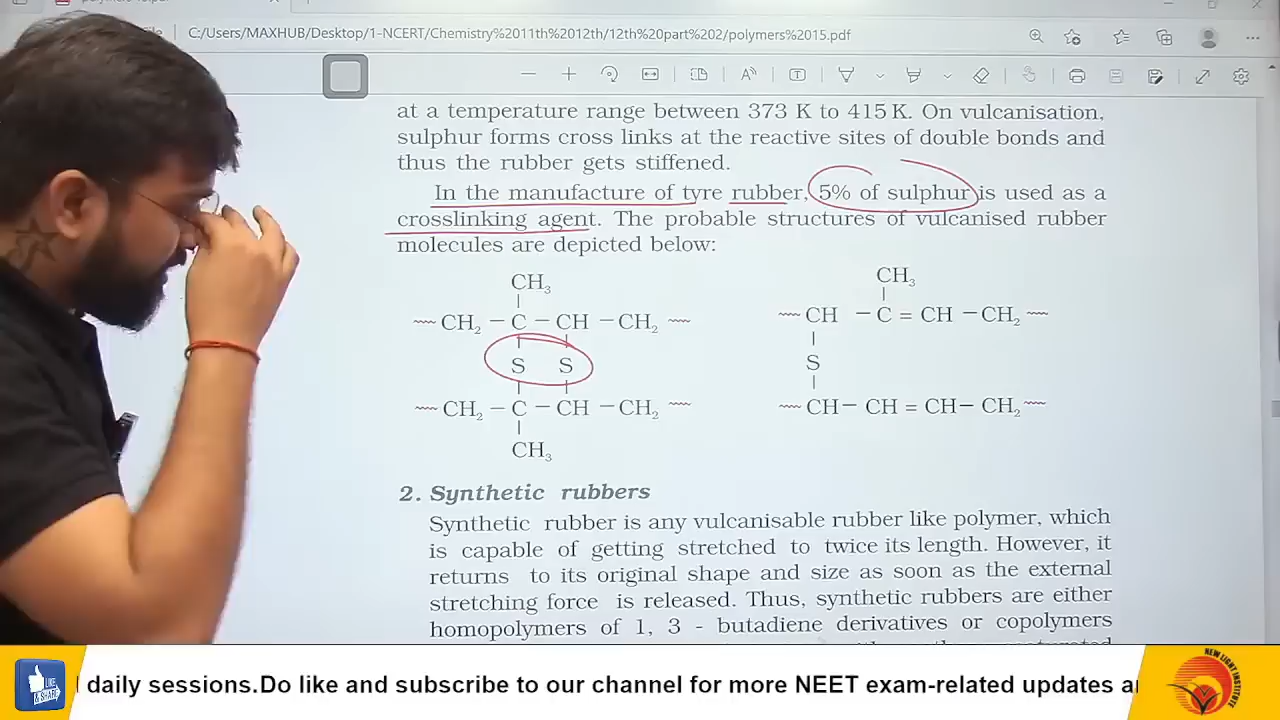 C:/Users/MAXHUB/Desktop/1-NCERT/Chemistry%2011th%2012th/12th%20part%202/polymers%2015.pdf
at a temperature range between 373 K to 415 K. On vulcanisation,
sulphur forms cross links at the reactive sites of double bonds and
thus the rubber gets stiffened.
In the manufacture of tyre rubber, 5% of sulphur is used as a
crosslinking agent. The probable structures of vulcanised rubber
molecules are depicted below:
CH₃
CH₂ – C – CH – CH₂
S S
CH₂ – C – CH – CH₂
CH₃
CH₃
CH – C = CH – CH₂
S
CH – CH = CH – CH₂
2. Synthetic rubbers
Synthetic rubber is any vulcanisable rubber like polymer, which
is capable of getting stretched to twice its length. However, it
returns to its original shape and size as soon as the external
stretching force is released. Thus, synthetic rubbers are either
homopolymers of 1, 3 - butadiene derivatives or copolymers
daily sessions.Do like and subscribe to our channel for more NEET exam-related updates
LIKE
& SHARE
NEW LIGHT INSTITUTE